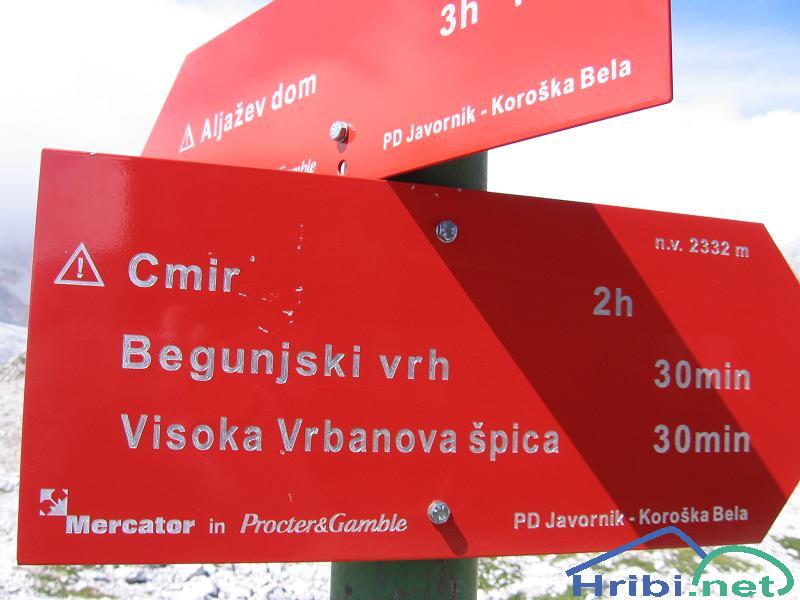 3h
Aljažev dom
PD Javornik - Koroška Bela
n.v. 2332 m
Cmir 2h
Begunjski vrh 30min
Visoka Vrbanova špica 30min
Mercator in Procter&Gamble PD Javornik - Koroška Bela
Hribi.net